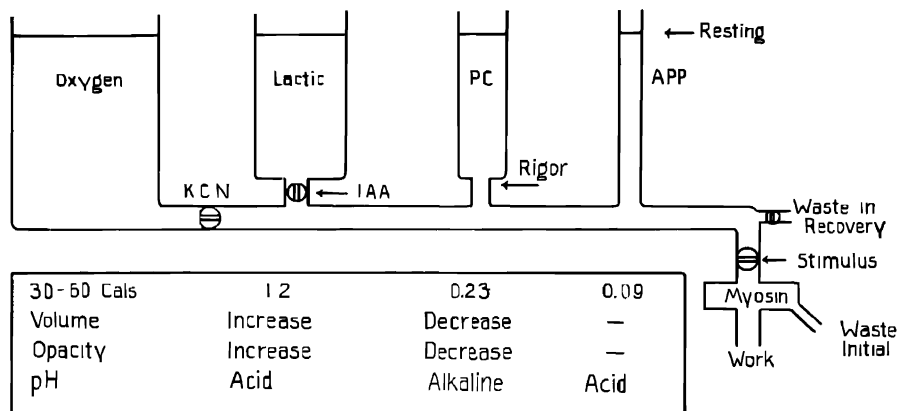 Resting
Oxygen
Lactic
PC
APP
Rigor
KCN
IAA
Waste in
Recovery
Stimulus
Myosin
Waste
Initial
Work
30-60 Cals 1.2 0.23 0.09
Volume Increase Decrease —
Opacity Increase Decrease —
pH Acid Alkaline Acid